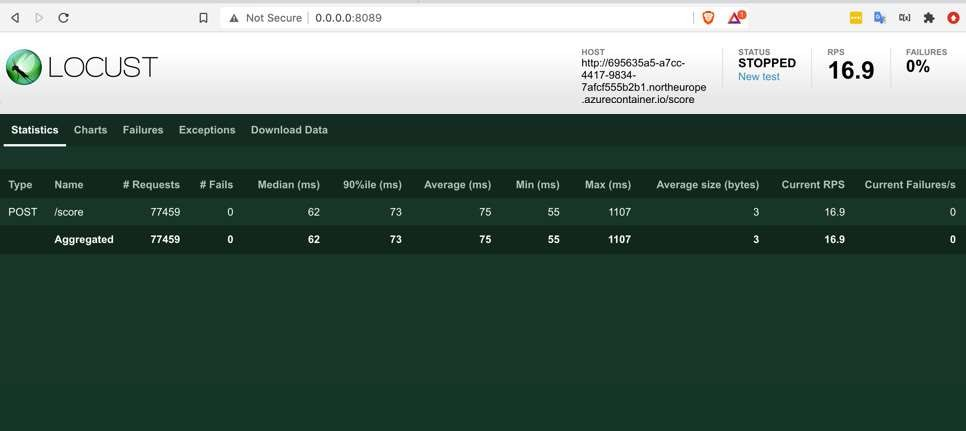 Not Secure | 0.0.0.0:8089
LOCUST
HOST
http://695635a5-a7cc-
4417-9834-
7afcf555b2b1.northeurope
.azurecontainer.io/score
STATUS
STOPPED
New test
RPS
16.9
FAILURES
0%
Statistics Charts Failures Exceptions Download Data
Type Name # Requests # Fails Median (ms) 90%ile (ms) Average (ms) Min (ms) Max (ms) Average size (bytes) Current RPS Current Failures/s
POST /score 77459 0 62 73 75 55 1107 3 16.9 0
Aggregated 77459 0 62 73 75 55 1107 3 16.9 0